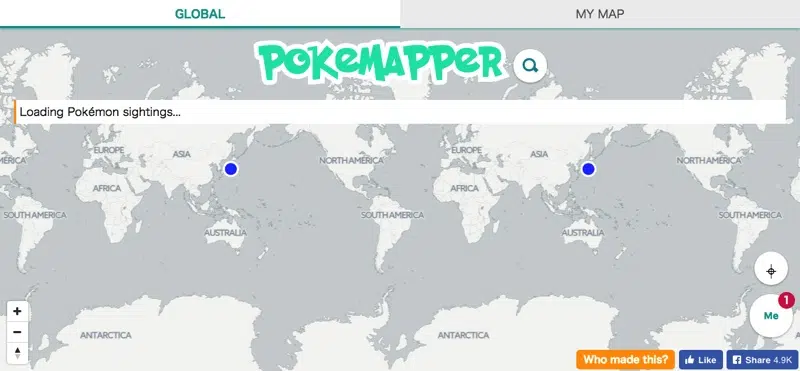 GLOBAL
MY MAP
POKEMAPPER
Loading Pokémon sightings...
EUROPE
ASIA
NORTH AMERICA
EUROPE
ASIA
NORTH AMERICA
AMERICA
AFRICA
AFRICA
SOUTH AMERICA
SOUTH AMERICA
SOUTH AMERICA
AUSTRALIA
AUSTRALIA
1
Me
+
−
ANTARCTICA
ANTARCTICA
Who made this?
Like
Share 4.9K